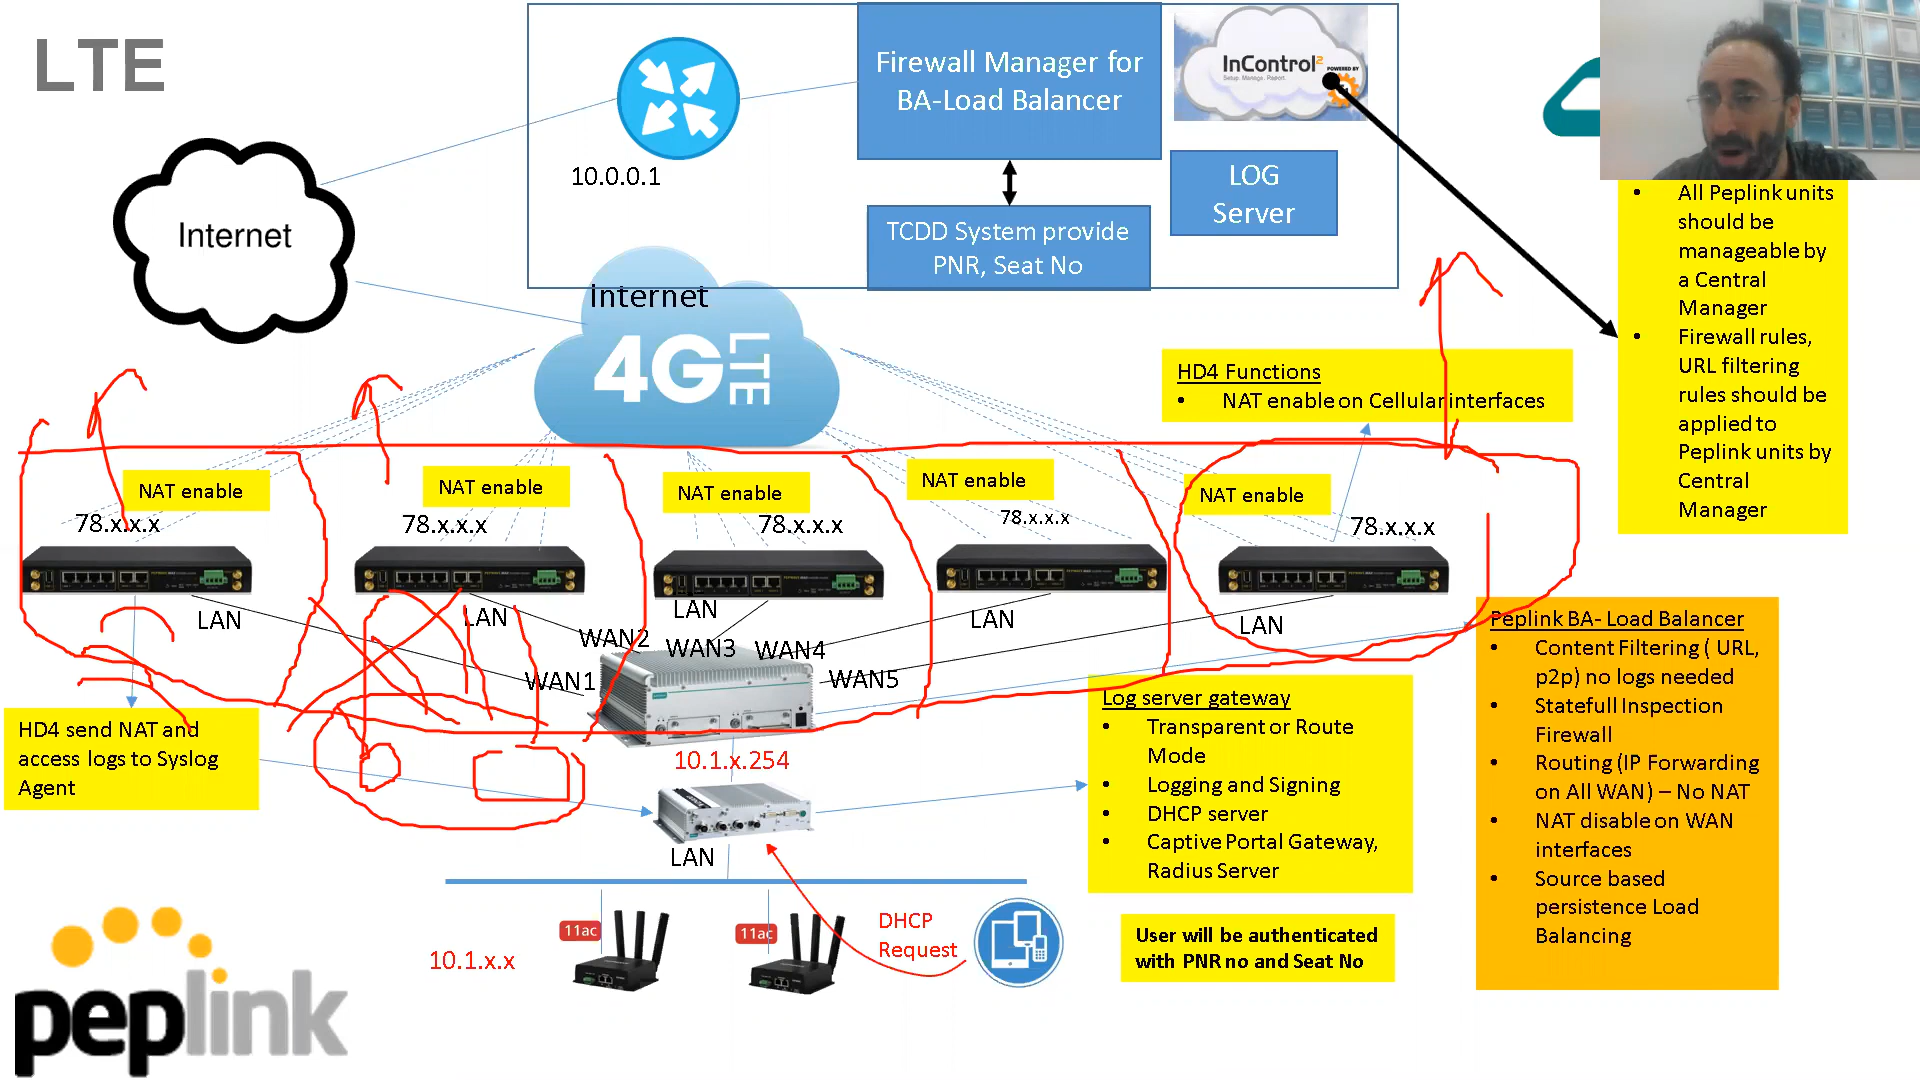 LTE
Firewall Manager for
BA-Load Balancer
InControl²
Setup. Manage. Report.
POWERED BY
10.0.0.1
LOG
Server
TCDD System provide
PNR, Seat No
Internet
internet
4G LTE
• All Peplink units
should be
manageable by
a Central
Manager
• Firewall rules,
URL filtering
rules should be
applied to
Peplink units by
Central
Manager
HD4 Functions
• NAT enable on Cellular interfaces
NAT enable
NAT enable
NAT enable
NAT enable
NAT enable
78.x.x.x
78.x.x.x
78.x.x.x
78.x.x.x
78.x.x.x
LAN
LAN
LAN
LAN
LAN
WAN1
WAN2
WAN3
WAN4
WAN5
HD4 send NAT and
access logs to Syslog
Agent
10.1.x.254
LAN
Log server gateway
• Transparent or Route
Mode
• Logging and Signing
• DHCP server
• Captive Portal Gateway,
Radius Server
Peplink BA- Load Balancer
• Content Filtering ( URL,
p2p) no logs needed
• Statefull Inspection
Firewall
• Routing (IP Forwarding
on All WAN) – No NAT
• NAT disable on WAN
interfaces
• Source based
persistence Load
Balancing
11ac
11ac
DHCP
Request
10.1.x.x
User will be authenticated
with PNR no and Seat No
peplink